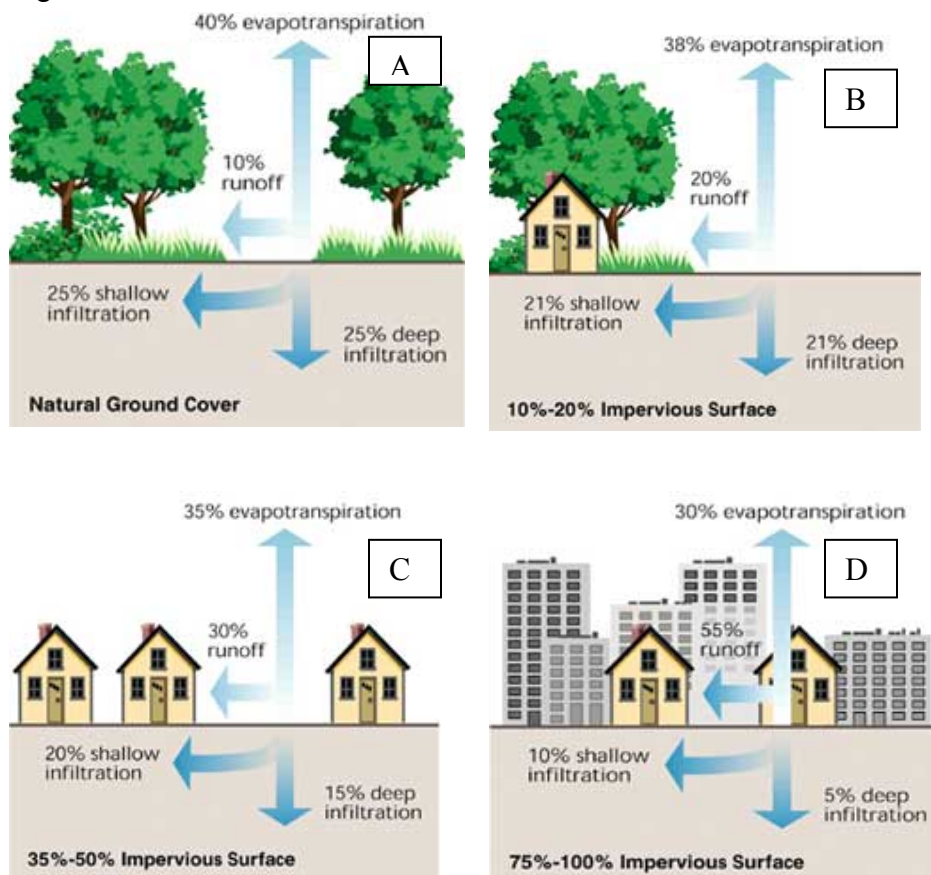 40% evapotranspiration
A
10%
runoff
25% shallow
infiltration
25% deep
infiltration
Natural Ground Cover
38% evapotranspiration
B
20%
runoff
21% shallow
infiltration
21% deep
infiltration
10%-20% Impervious Surface
35% evapotranspiration
C
30%
runoff
20% shallow
infiltration
15% deep
infiltration
35%-50% Impervious Surface
30% evapotranspiration
D
55%
runoff
10% shallow
infiltration
5% deep
infiltration
75%-100% Impervious Surface